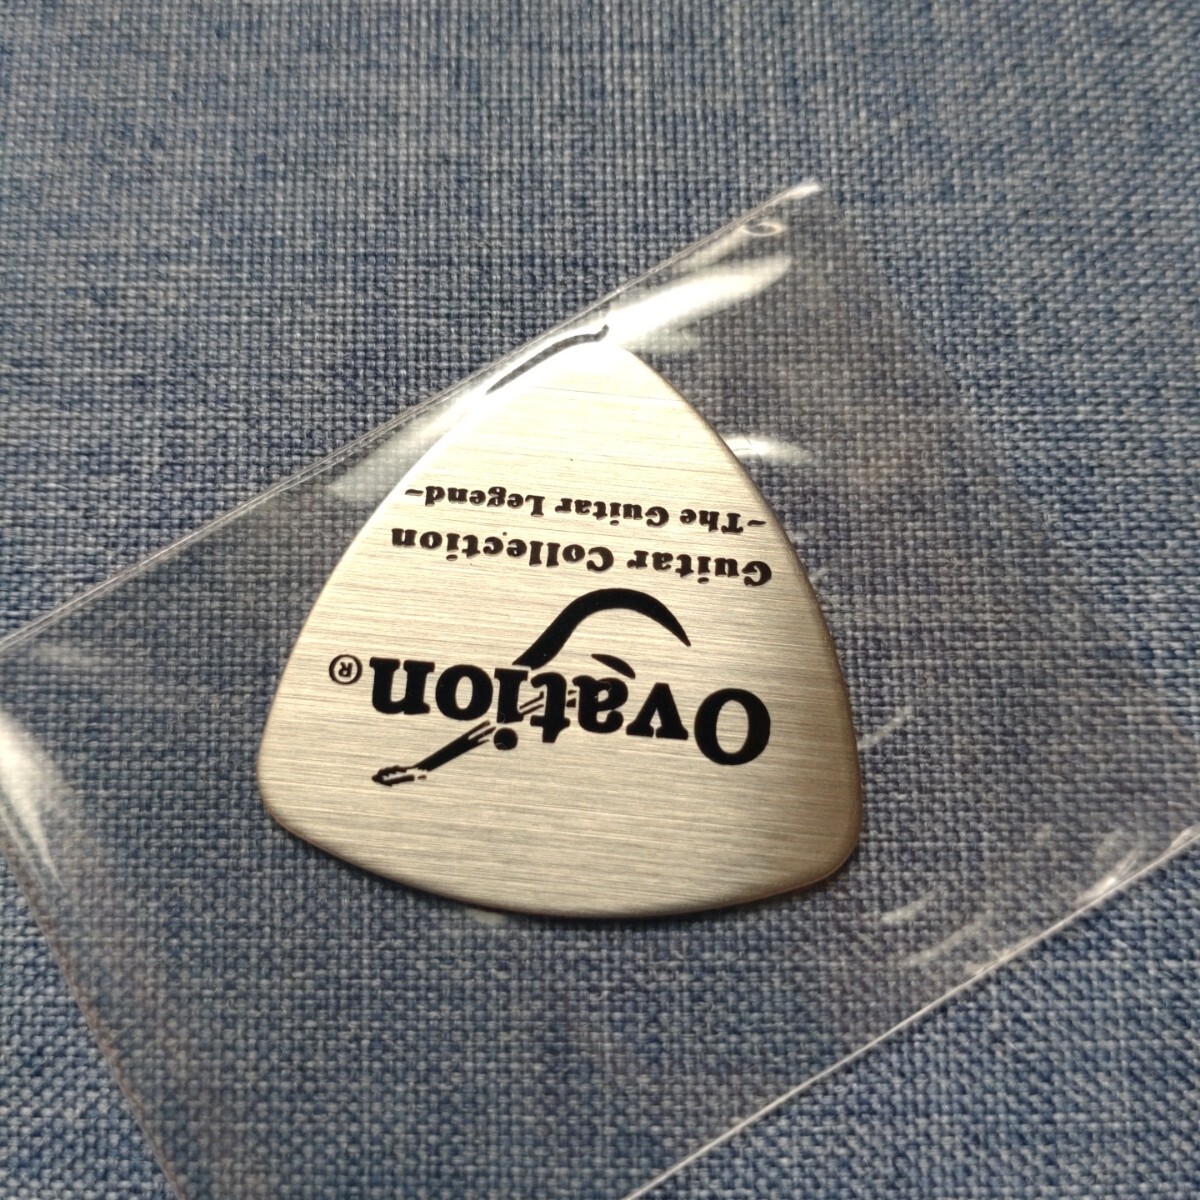 Ovation®
Guitar Collection
~The Guitar Legend~